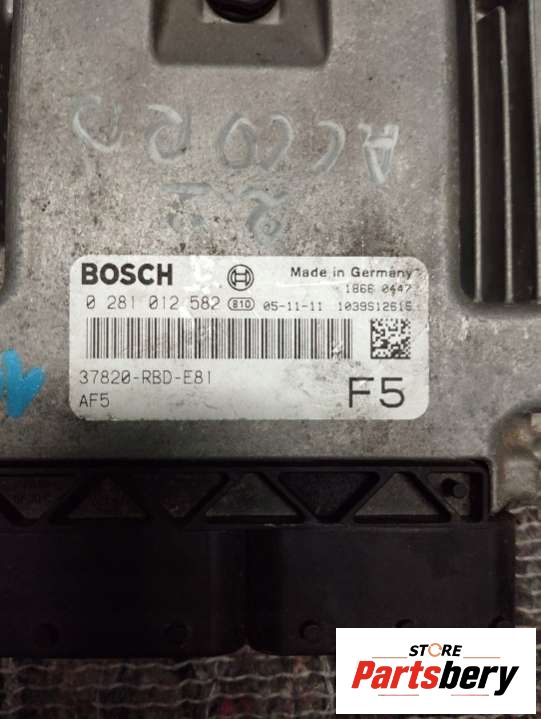 ACCORD
2.2
BOSCH Made in Germany
1866 0447
0 281 012 582 B10 05-11-11 1039S12616
37820-RBD-E81
AF5 F5
STORE
Partsbery